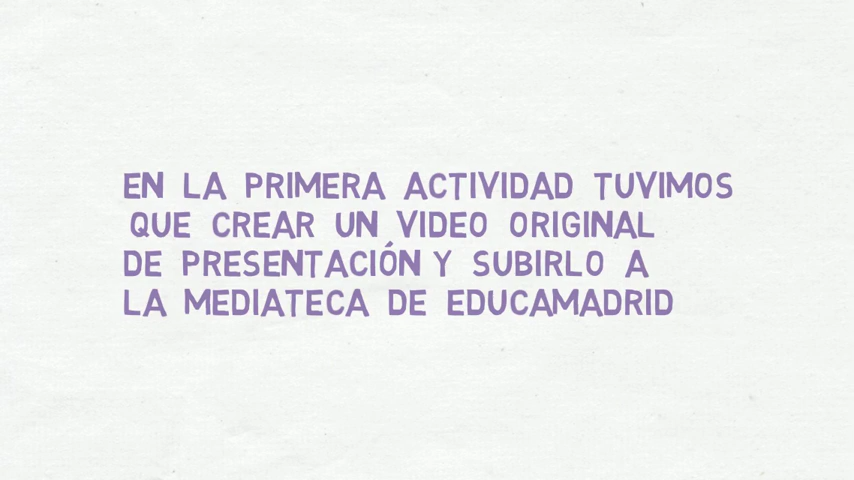 EN LA PRIMERA ACTIVIDAD TUVIMOS
QUE CREAR UN VIDEO ORIGINAL
DE PRESENTACIÓN Y SUBIRLO A
LA MEDIATECA DE EDUCAMADRID